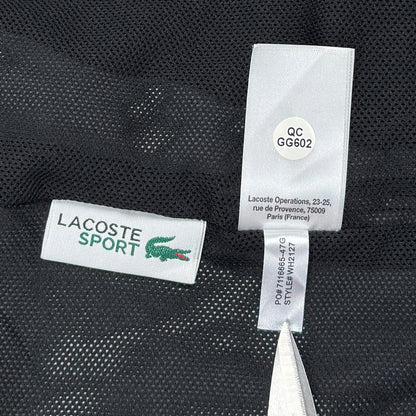 QC
GG602
Lacoste Operations, 23-25,
rue de Provence, 75009
Paris (France)
LACOSTE
SPORT
PO# 7116665-47G
STYLE# WH2127